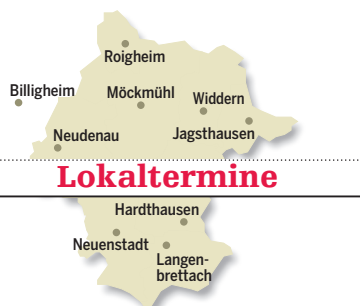 Roigheim
Billigheim
Möckmühl
Widdern
Neudenau
Jagsthausen
Lokaltermine
Hardthausen
Neuenstadt
Langen-
brettach